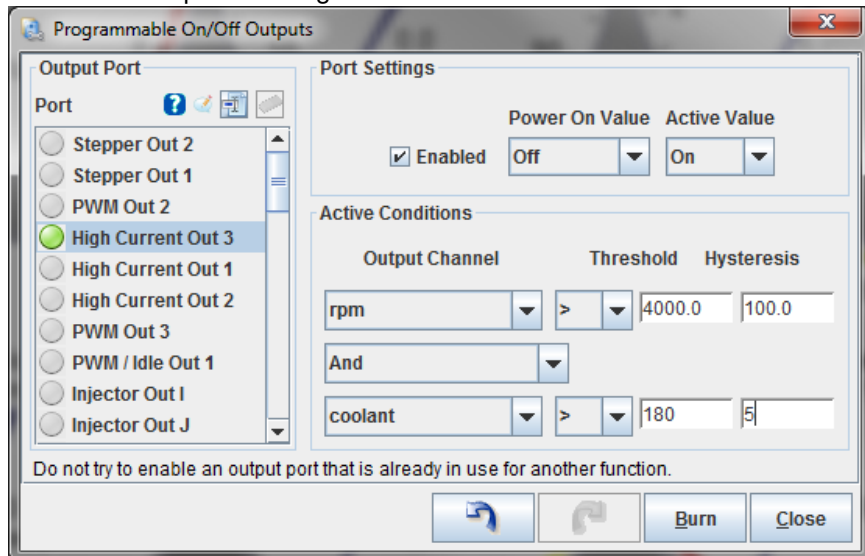 Programmable On/Off Outputs
Output Port
Port
Stepper Out 2
Stepper Out 1
PWM Out 2
High Current Out 3
High Current Out 1
High Current Out 2
PWM Out 3
PWM / Idle Out 1
Injector Out I
Injector Out J
Port Settings
Power On Value Active Value
Enabled Off On
Active Conditions
Output Channel Threshold Hysteresis
rpm > 4000.0 100.0
And
coolant > 180 5
Do not try to enable an output port that is already in use for another function.
Burn Close